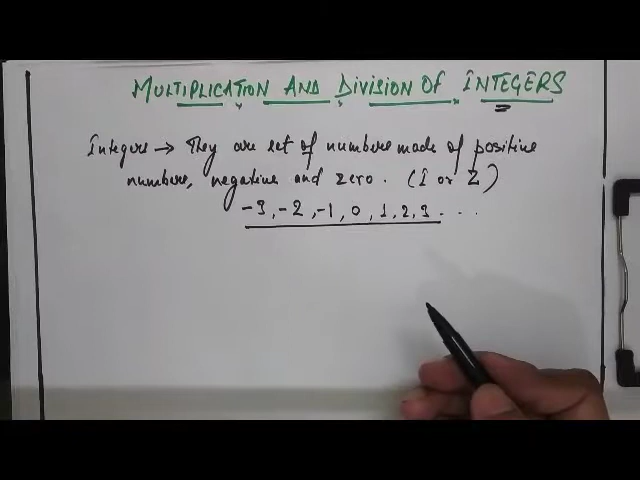 MULTIPLICATION AND DIVISION OF INTEGERS
Integers → They are set of numbers made of positive
numbers, negative and zero. (I or Z)
-3, -2, -1, 0, 1, 2, 3 . . .